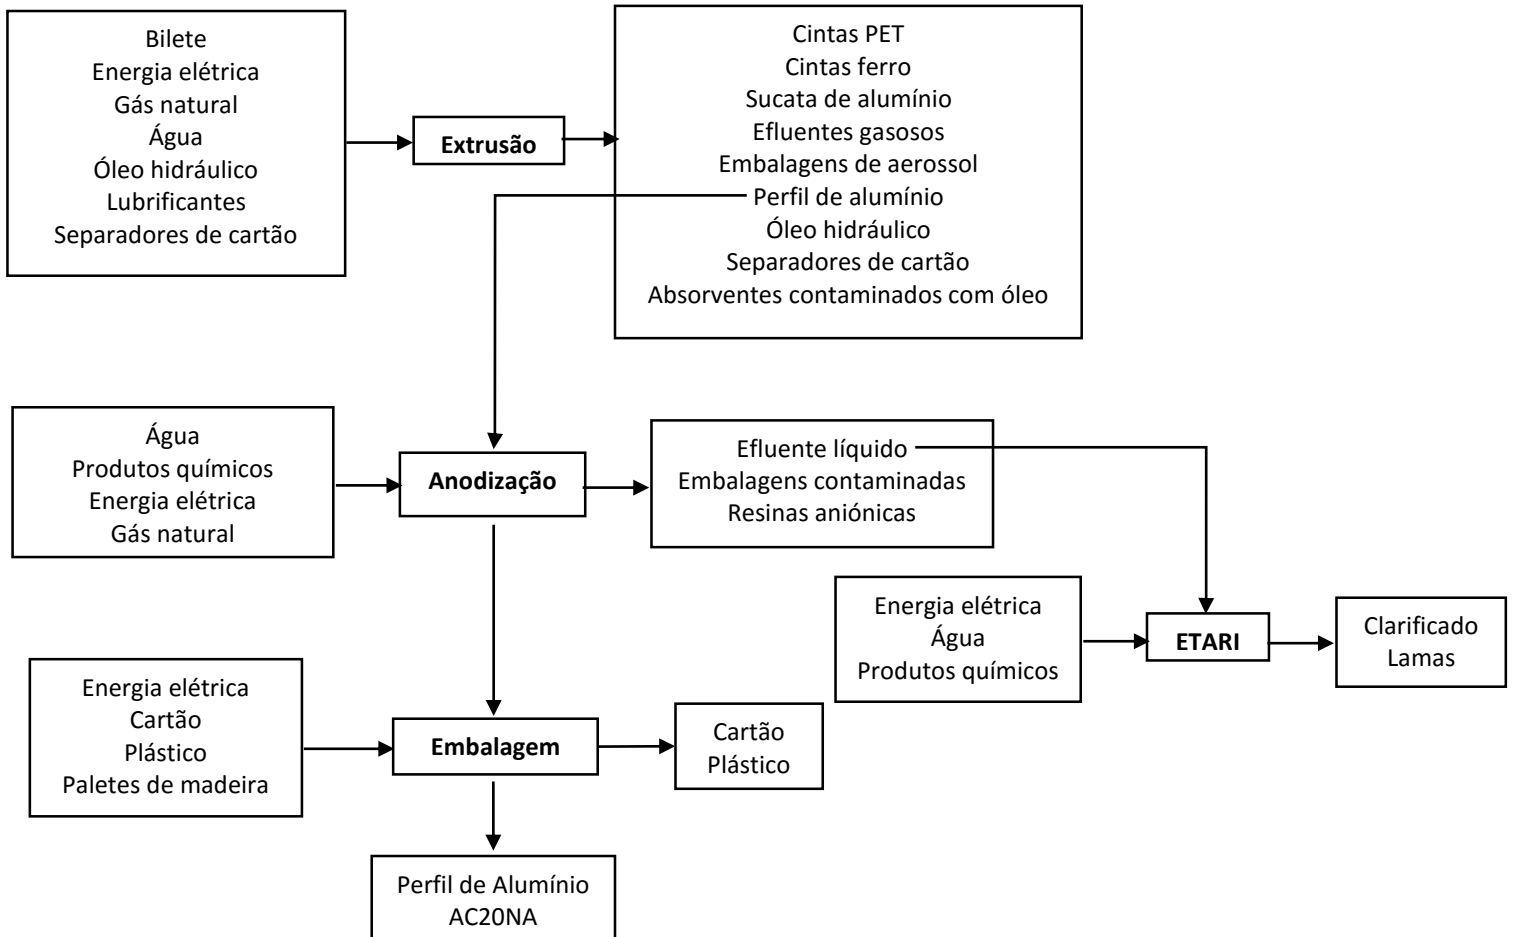 Bilete
Energia elétrica
Gás natural
Água
Óleo hidráulico
Lubrificantes
Separadores de cartão
Extrusão
Cintas PET
Cintas ferro
Sucata de alumínio
Efluentes gasosos
Embalagens de aerossol
Perfil de alumínio
Óleo hidráulico
Separadores de cartão
Absorventes contaminados com óleo
Água
Produtos químicos
Energia elétrica
Gás natural
Anodização
Efluente líquido
Embalagens contaminadas
Resinas aniónicas
Energia elétrica
Água
Produtos químicos
ETARI
Clarificado
Lamas
Energia elétrica
Cartão
Plástico
Paletes de madeira
Embalagem
Cartão
Plástico
Perfil de Alumínio
AC20NA